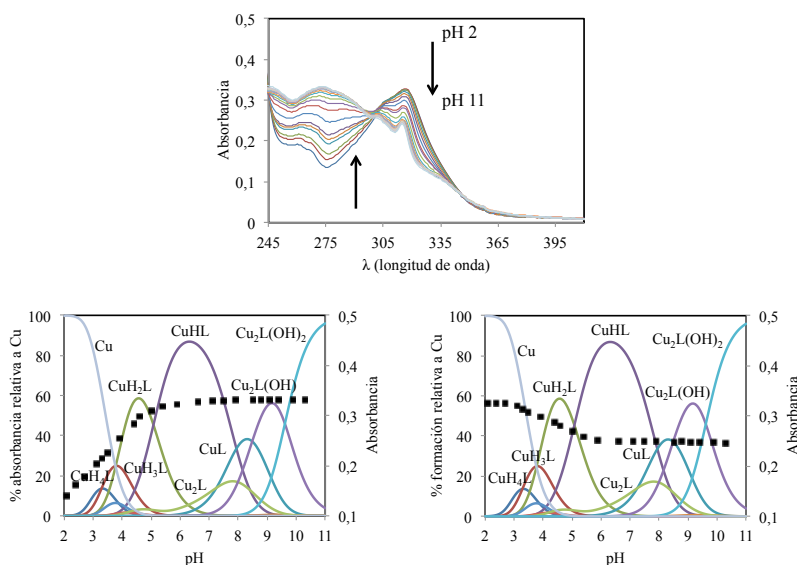 0,5
0,4
0,3
0,2
0,1
0
Absorbancia
pH 2
pH 11
245 275 305 335 365 395
λ (longitud de onda)
100
80
60
40
20
0
% absorbancia relativa a Cu
Cu
CuH4L
CuH3L
CuH2L
CuHL
Cu2L
CuL
Cu2L(OH)
Cu2L(OH)2
0,5
0,4
0,3
0,2
0,1
Absorbancia
2 3 4 5 6 7 8 9 10 11
pH
100
80
60
40
20
0
% formación relativa a Cu
Cu
CuH4L
CuH3L
CuH2L
CuHL
Cu2L
CuL
Cu2L(OH)
Cu2L(OH)2
0,5
0,4
0,3
0,2
0,1
Absorbancia
2 3 4 5 6 7 8 9 10 11
pH